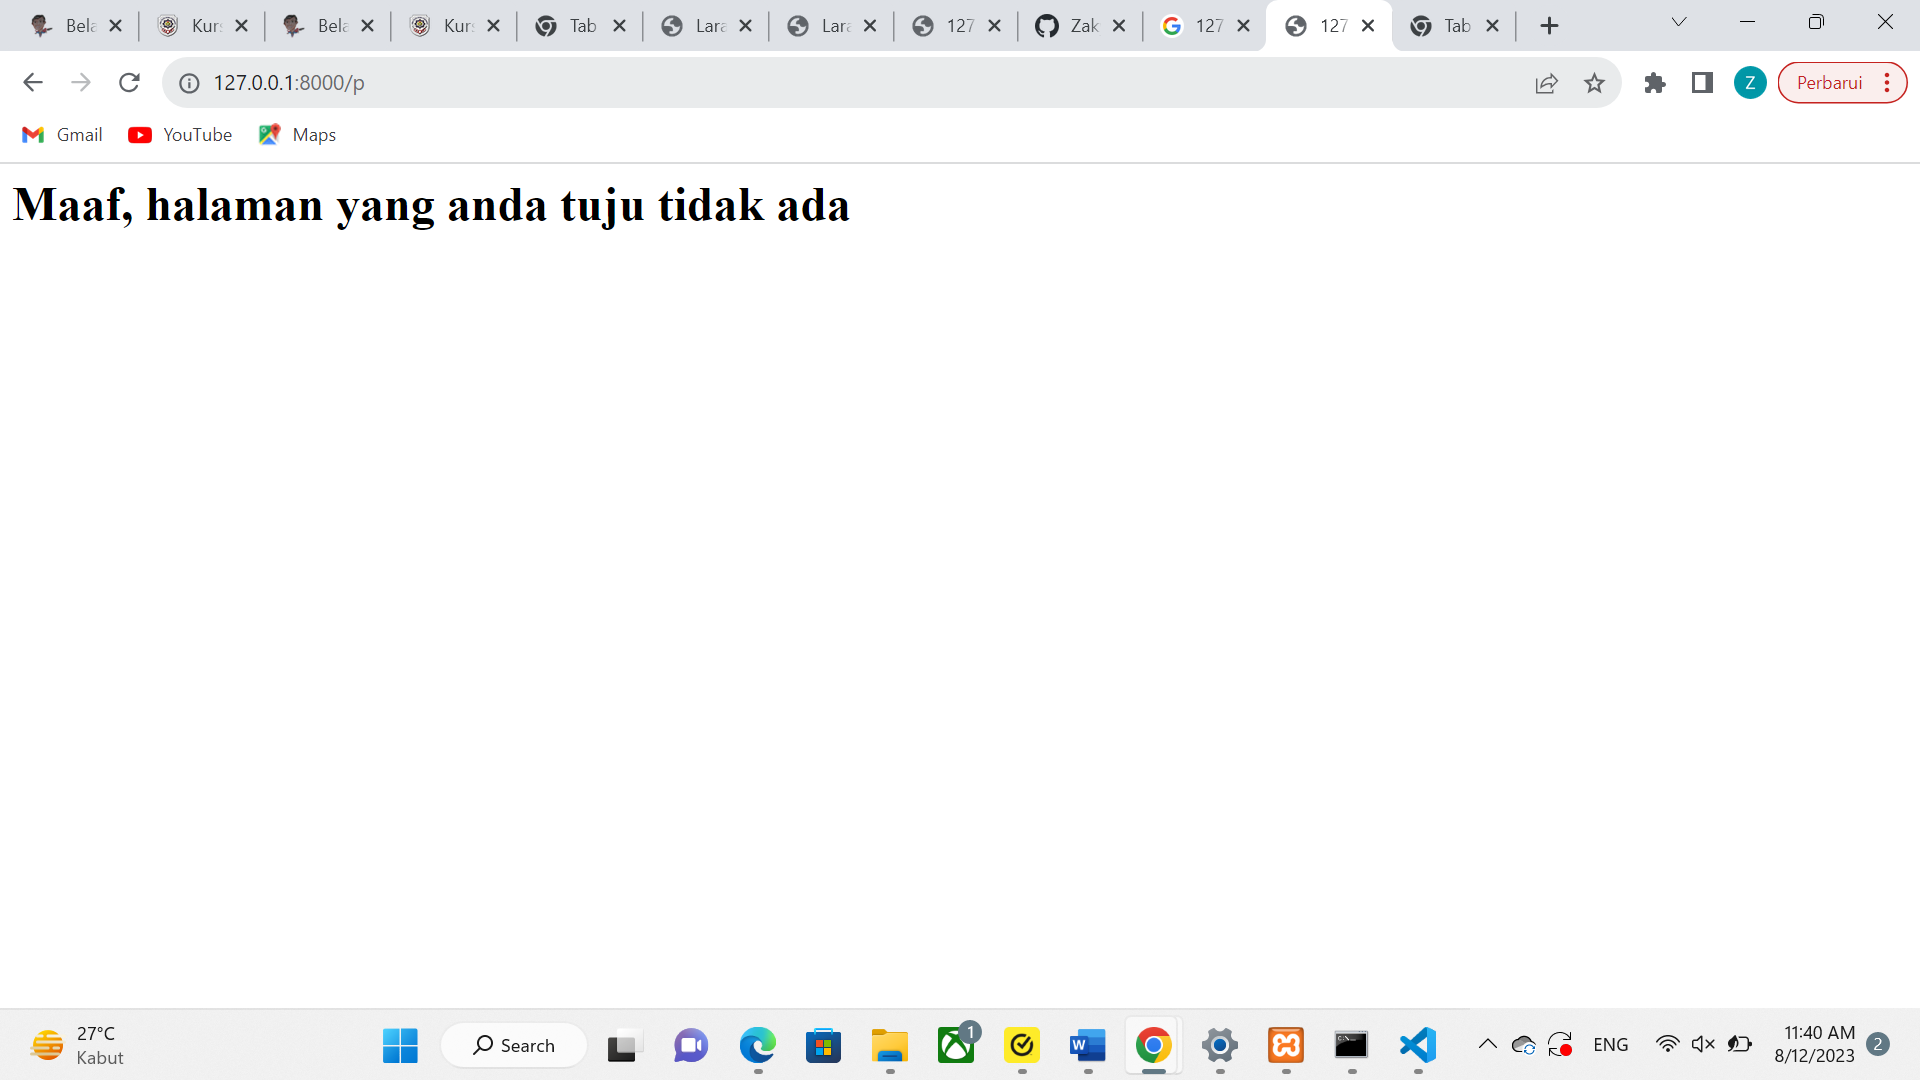 Bela
Kurs
Bela
Kurs
Tab
Lara
Lara
127
Zak
127
127
Tab
127.0.0.1:8000/p
Z
Perbarui
Gmail
YouTube
Maps
Maaf, halaman yang anda tuju tidak ada
27°C
Kabut
Search
1
W
ENG
11:40 AM
8/12/2023
2